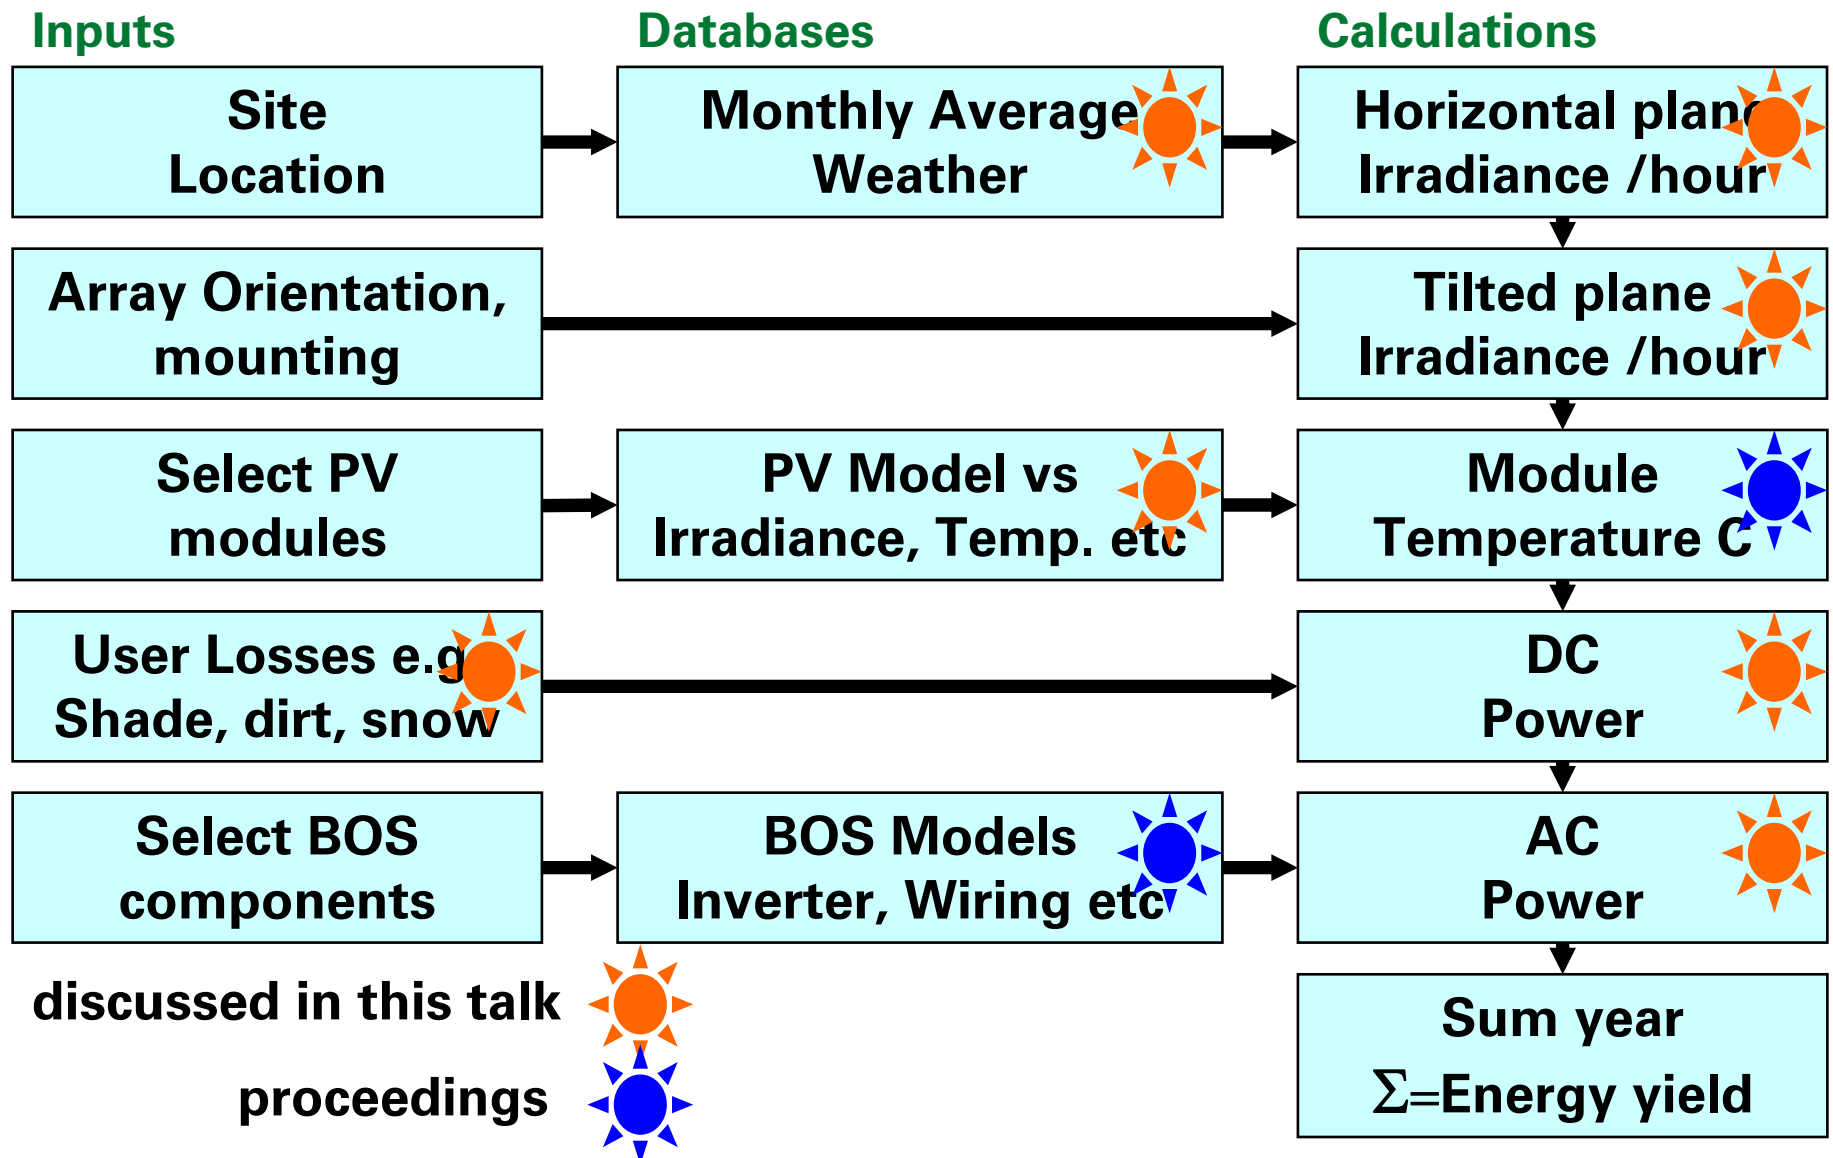 Inputs
Databases
Calculations
Site
Location
Monthly Average
Weather
Horizontal plane
Irradiance /hour
Array Orientation,
mounting
Tilted plane
Irradiance /hour
Select PV
modules
PV Model vs
Irradiance, Temp. etc
Module
Temperature C
User Losses e.g
Shade, dirt, snow
DC
Power
Select BOS
components
BOS Models
Inverter, Wiring etc
AC
Power
discussed in this talk
proceedings
Sum year
Σ=Energy yield